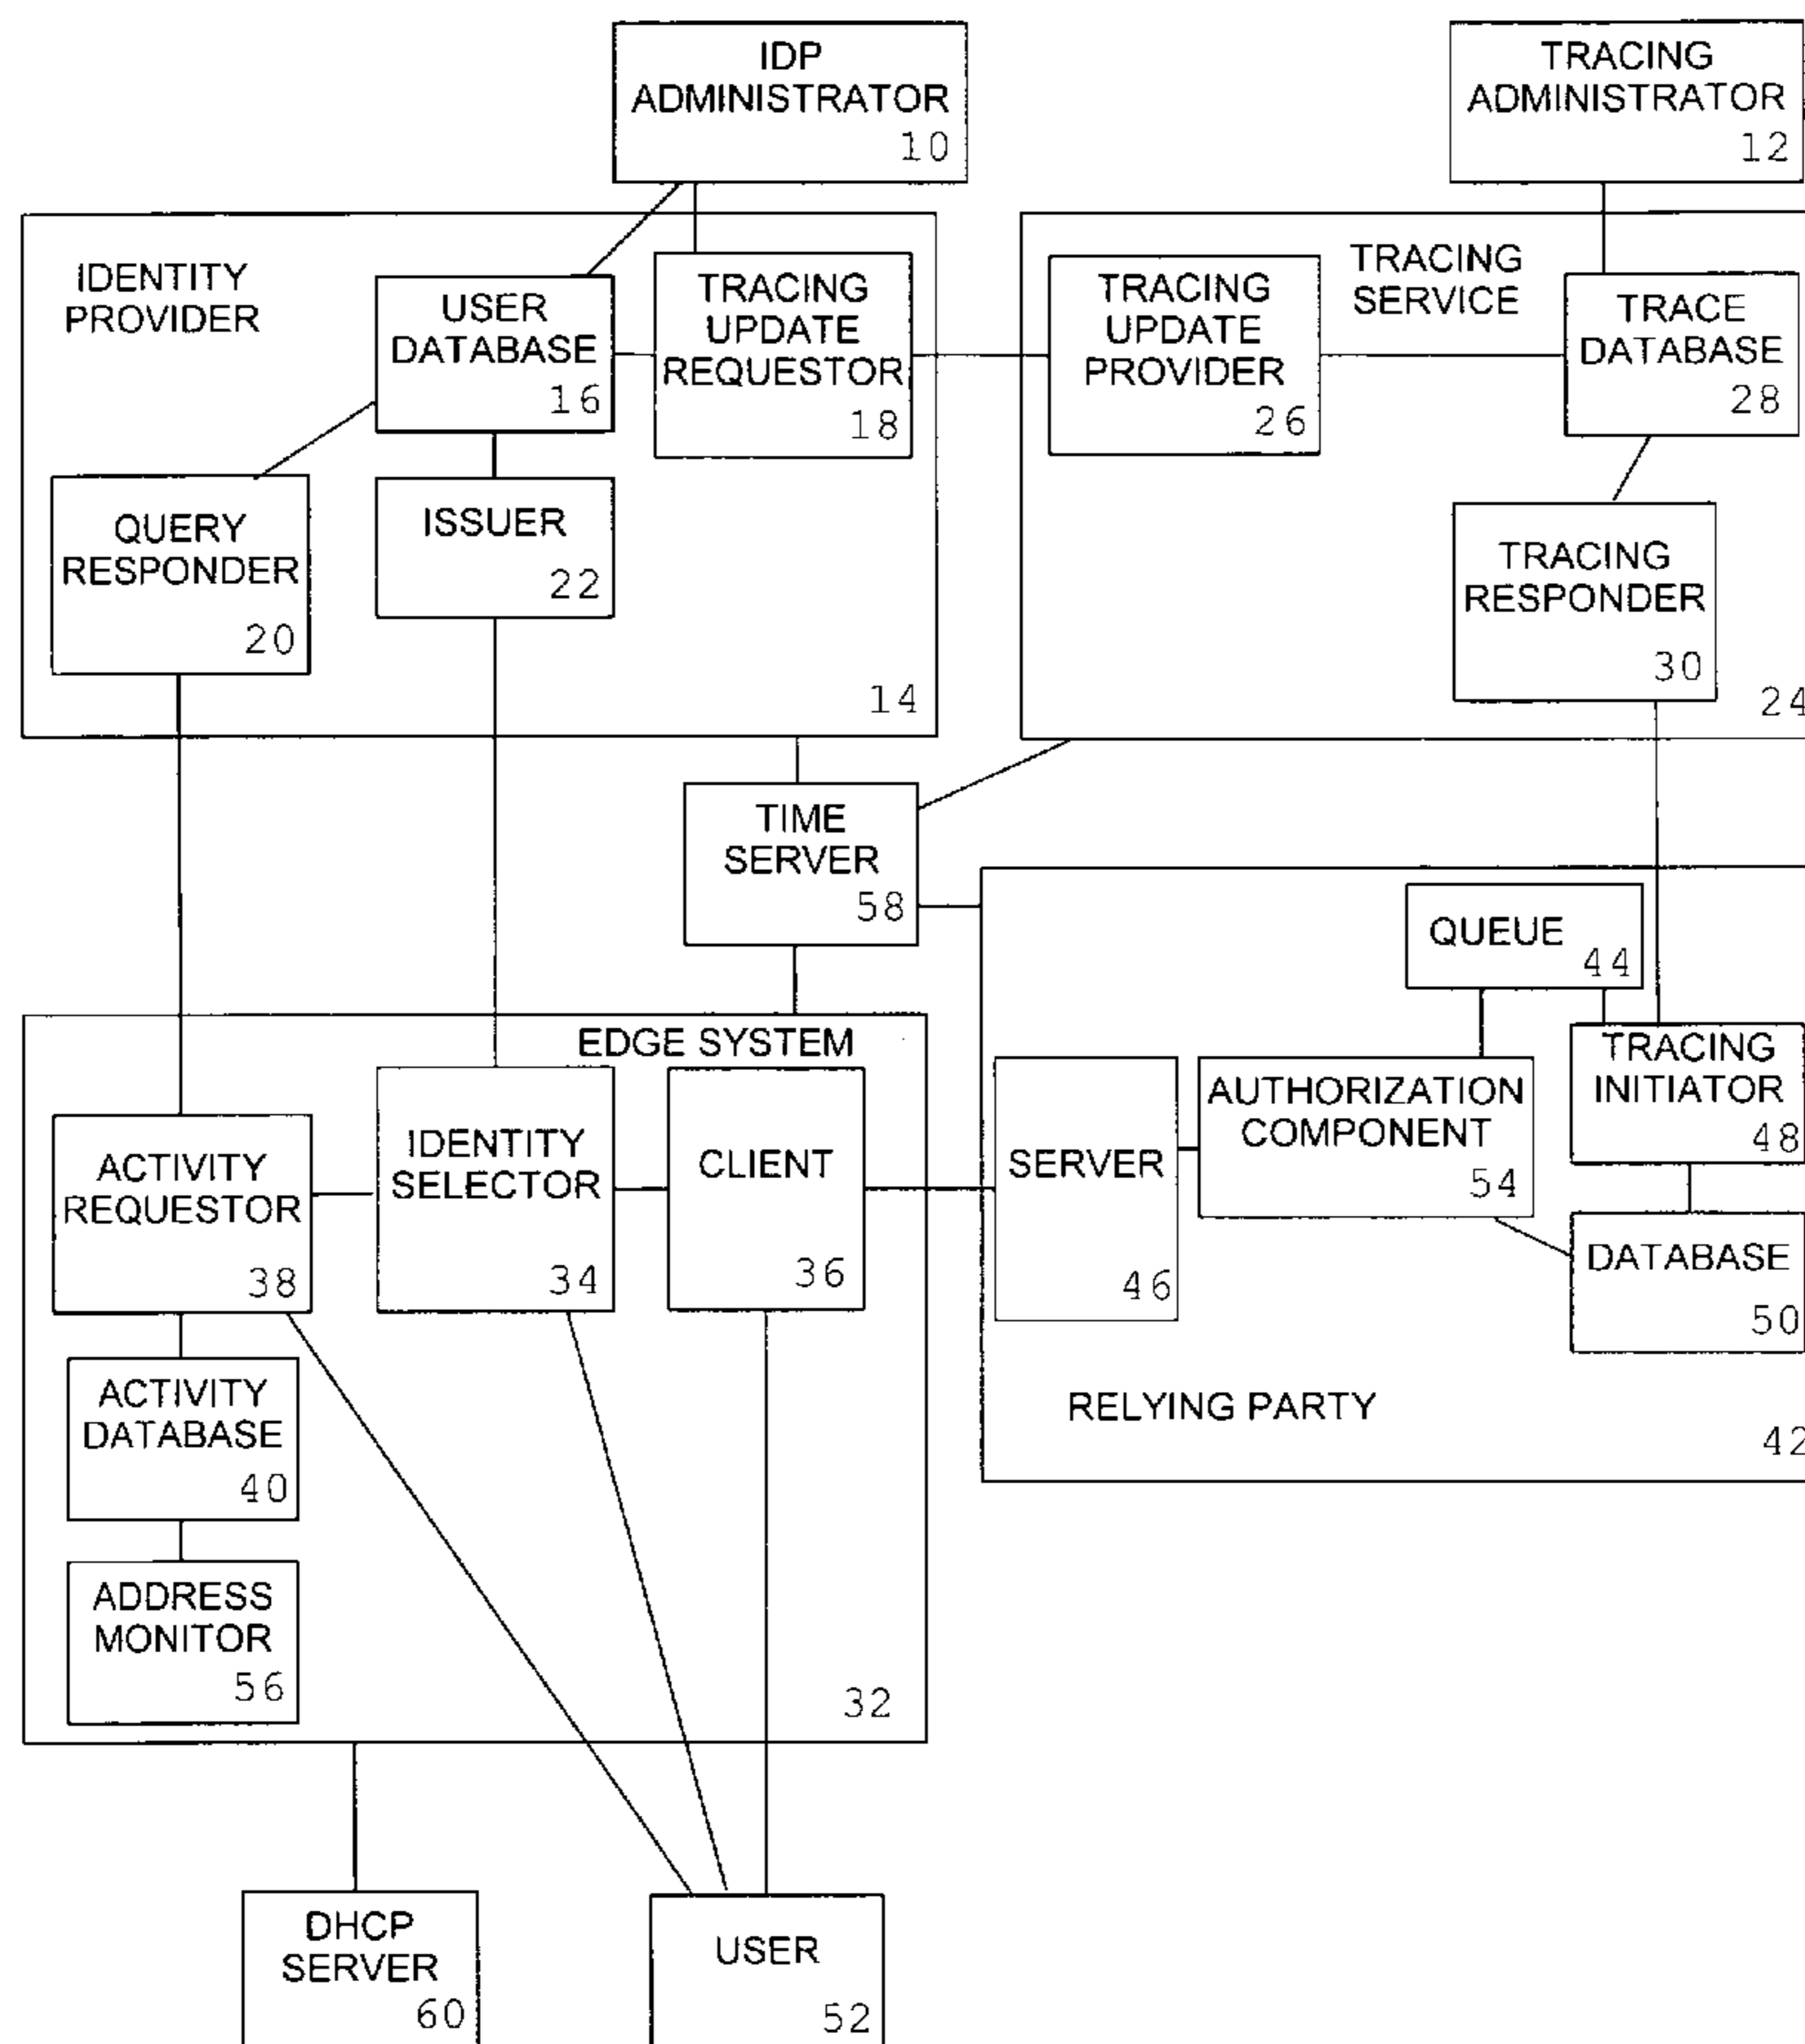 IDP
ADMINISTRATOR
10
TRACING
ADMINISTRATOR
12
IDENTITY
PROVIDER
USER
DATABASE
16
TRACING
UPDATE
REQUESTOR
18
QUERY
RESPONDER
20
ISSUER
22
14
TRACING
UPDATE
PROVIDER
26
TRACING
SERVICE
TRACE
DATABASE
28
TRACING
RESPONDER
30
24
TIME
SERVER
58
EDGE SYSTEM
ACTIVITY
REQUESTOR
38
IDENTITY
SELECTOR
34
CLIENT
36
ACTIVITY
DATABASE
40
ADDRESS
MONITOR
56
32
QUEUE
44
SERVER
46
AUTHORIZATION
COMPONENT
54
TRACING
INITIATOR
48
DATABASE
50
RELYING PARTY
42
DHCP
SERVER
60
USER
52